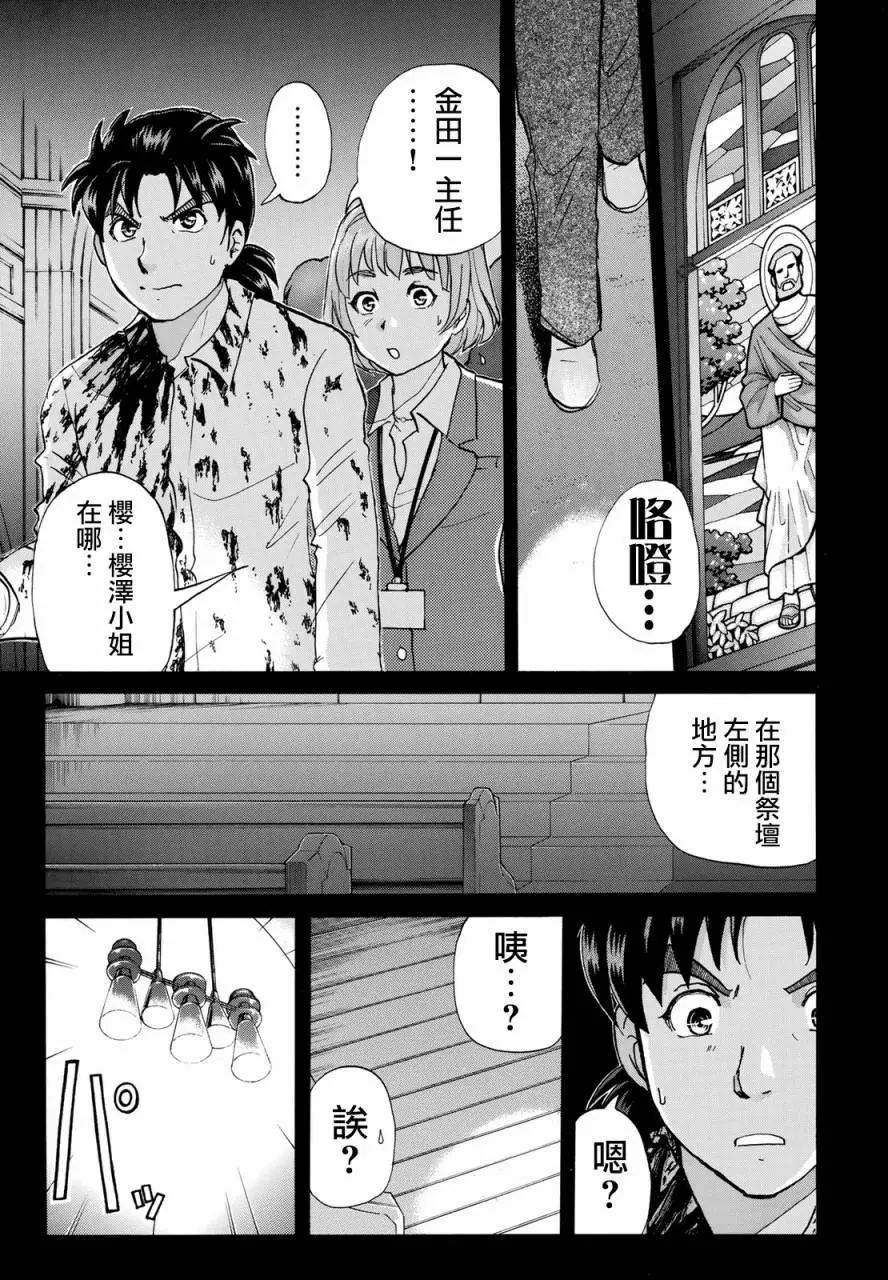 咯噔…
金田一主任
……！
………
………
櫻…櫻澤小姐
在哪…
在那個祭壇
左側的
地方…
嗯？
咦…？
誒？
パッ